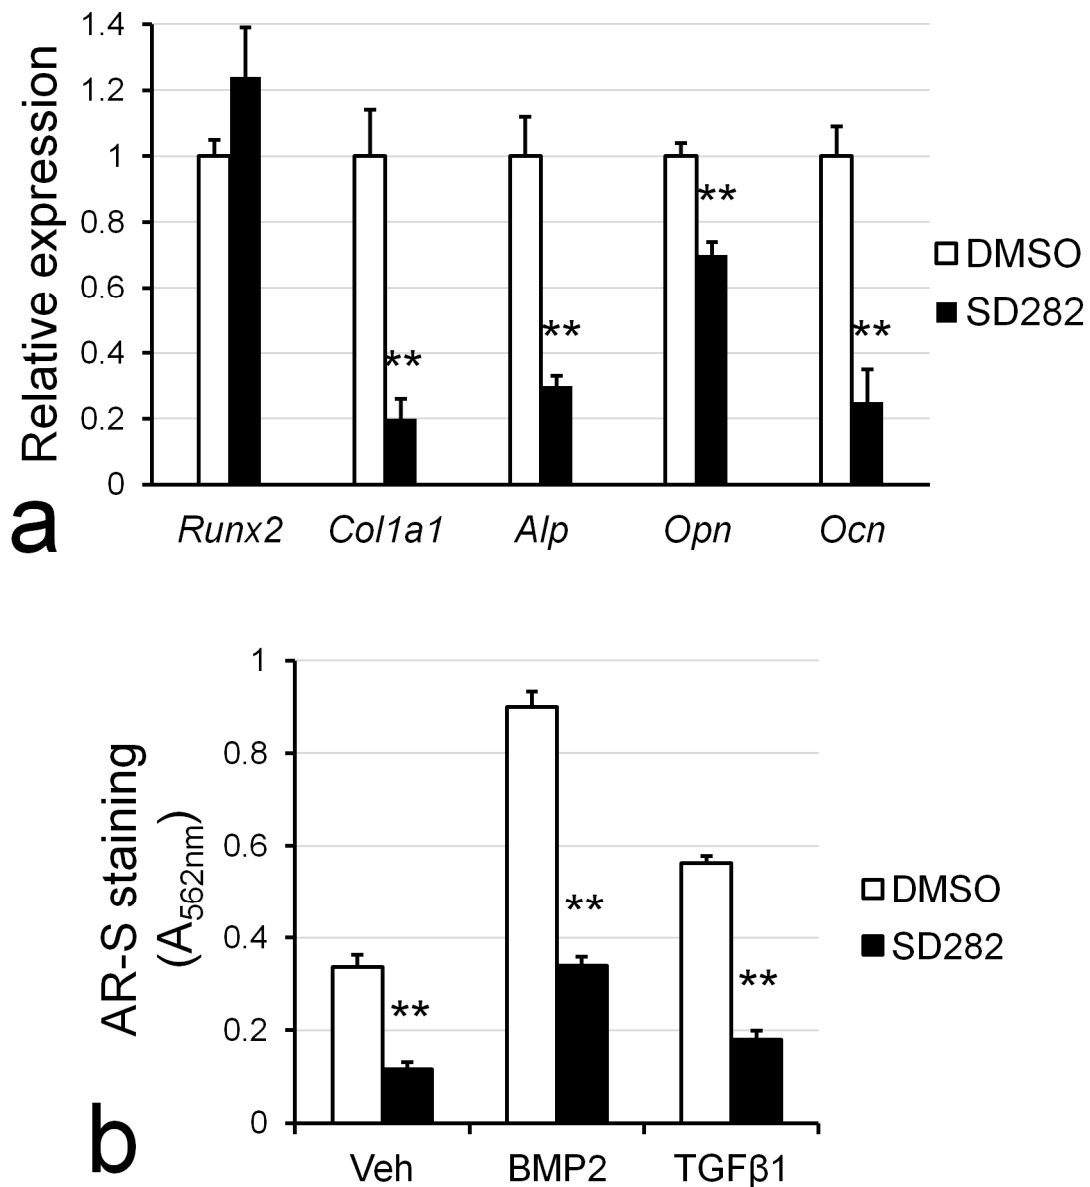 1.4
1.2
1
0.8
0.6
0.4
0.2
0
Relative expression
**
**
**
**
DMSO
SD282
Runx2 Col1a1 Alp Opn Ocn
a
1
0.8
0.6
0.4
0.2
0
AR-S staining
(A562nm)
**
**
**
DMSO
SD282
Veh BMP2 TGFβ1
b